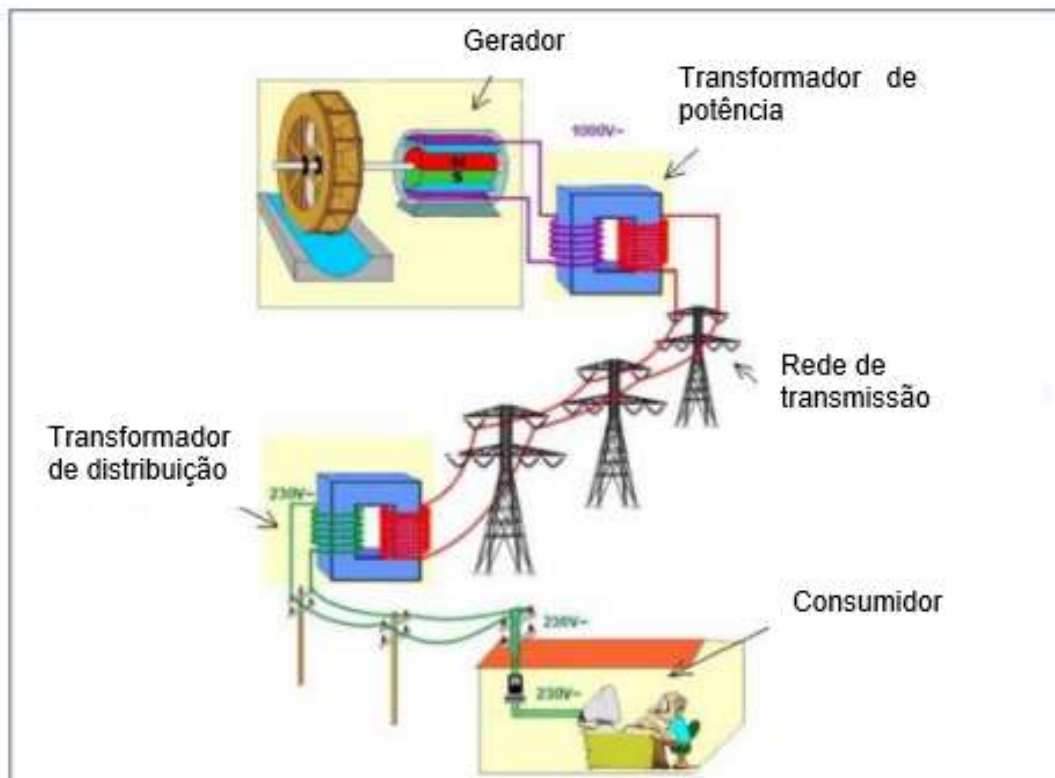 Gerador
Transformador de
potência
1000V~
N
S
Rede de
transmissão
Transformador
de distribuição
230V~
Consumidor
230V~
230V~